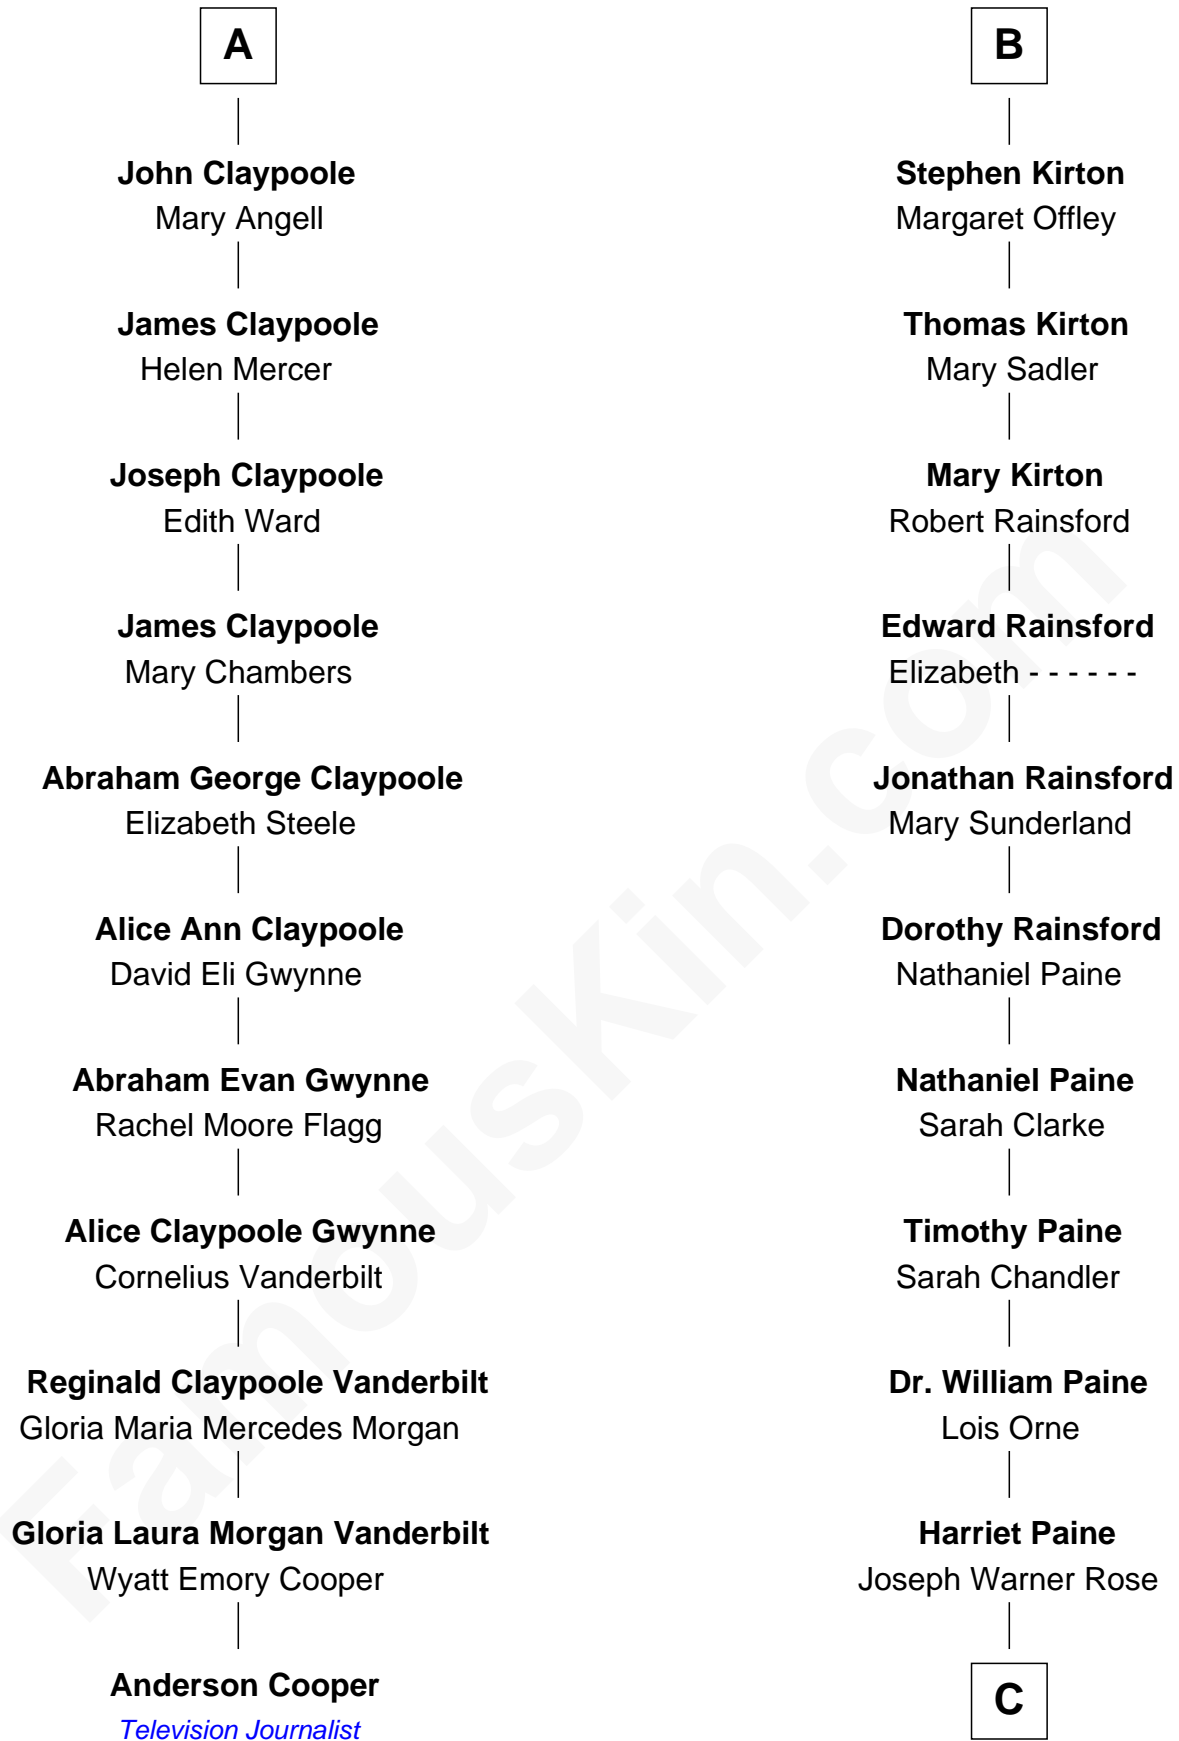 A
John Claypoole
Mary Angell
James Claypoole
Helen Mercer
Joseph Claypoole
Edith Ward
James Claypoole
Mary Chambers
Abraham George Claypoole
Elizabeth Steele
Alice Ann Claypoole
David Eli Gwynne
Abraham Evan Gwynne
Rachel Moore Flagg
Alice Claypoole Gwynne
Cornelius Vanderbilt
Reginald Claypoole Vanderbilt
Gloria Maria Mercedes Morgan
Gloria Laura Morgan Vanderbilt
Wyatt Emory Cooper
Anderson Cooper
Television Journalist
B
Stephen Kirton
Margaret Offley
Thomas Kirton
Mary Sadler
Mary Kirton
Robert Rainsford
Edward Rainsford
Elizabeth - - - - - -
Jonathan Rainsford
Mary Sunderland
Dorothy Rainsford
Nathaniel Paine
Nathaniel Paine
Sarah Clarke
Timothy Paine
Sarah Chandler
Dr. William Paine
Lois Orne
Harriet Paine
Joseph Warner Rose
C
FamousKin.com